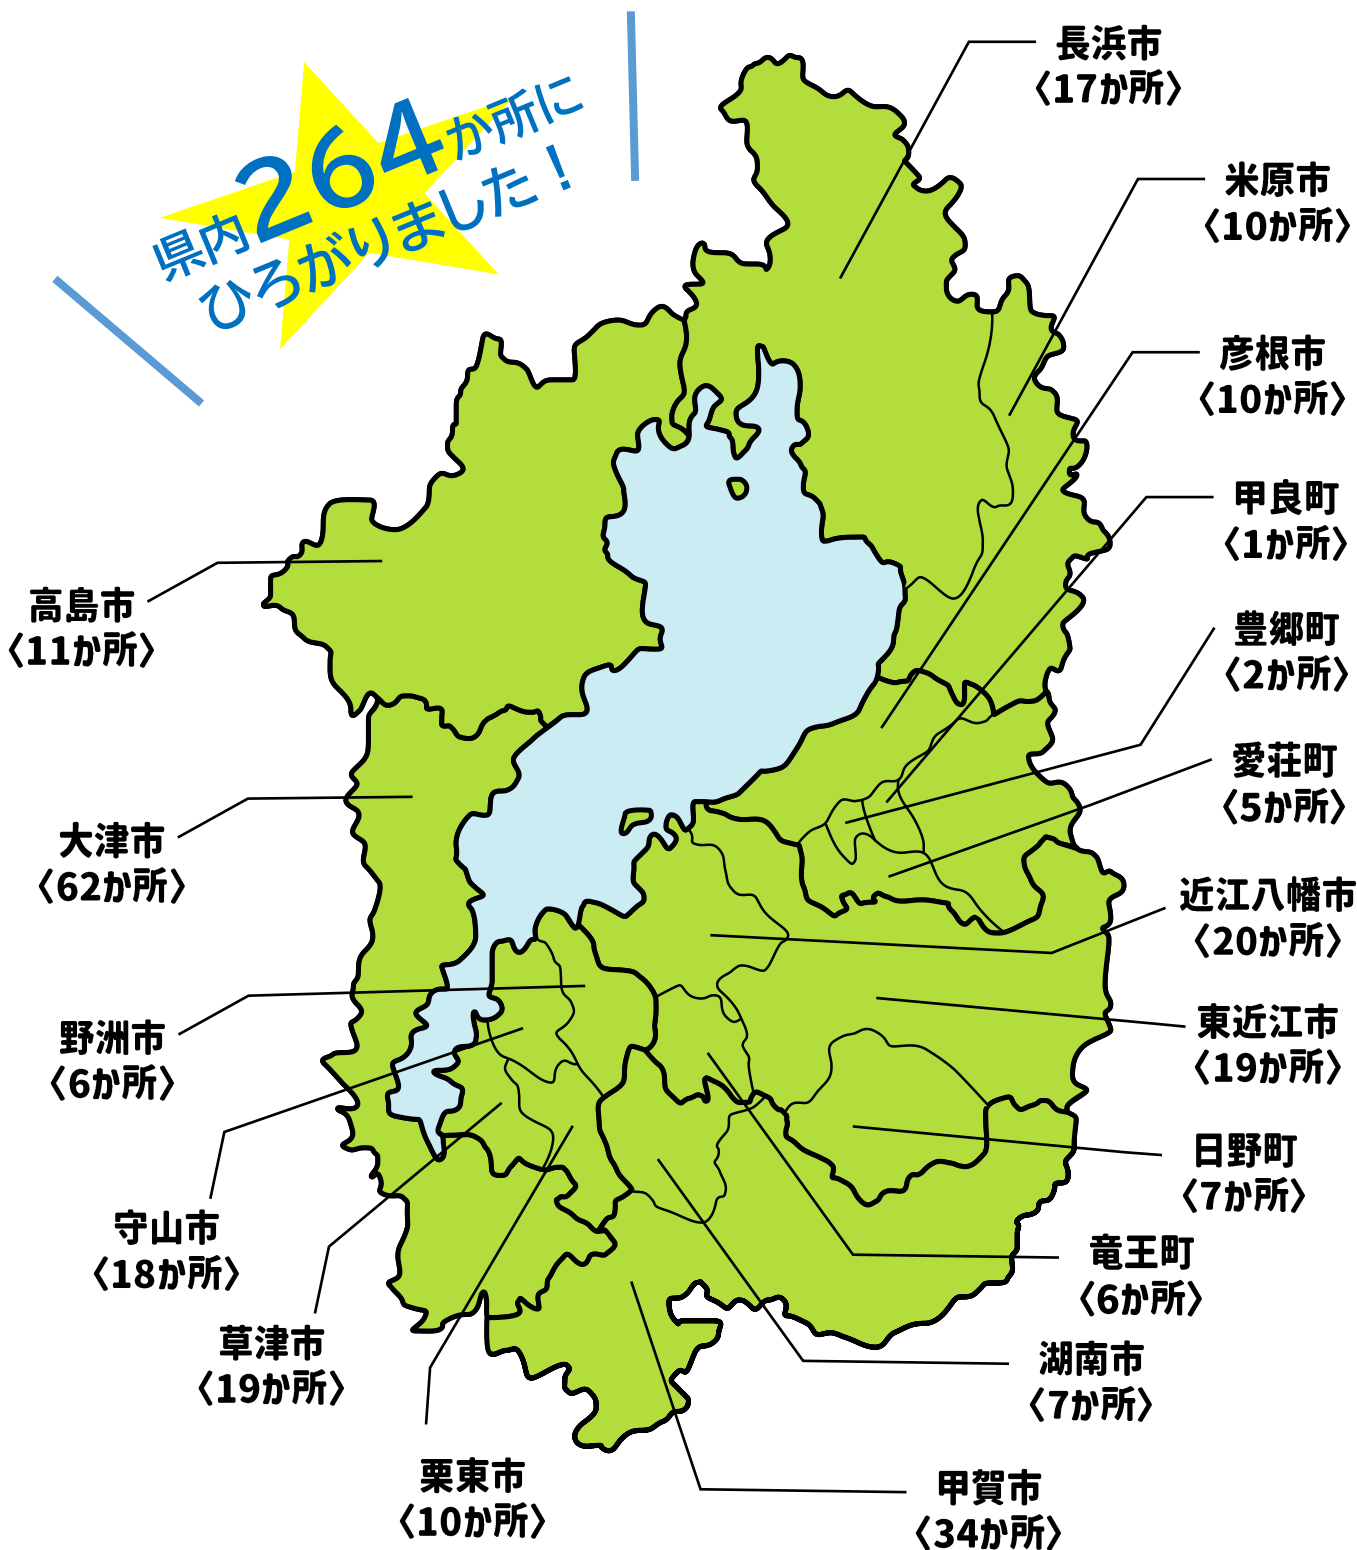 県内264か所に
ひろがりました！
長浜市
〈17か所〉
米原市
〈10か所〉
彦根市
〈10か所〉
甲良町
〈1か所〉
豊郷町
〈2か所〉
愛荘町
〈5か所〉
近江八幡市
〈20か所〉
東近江市
〈19か所〉
日野町
〈7か所〉
竜王町
〈6か所〉
湖南市
〈7か所〉
甲賀市
〈34か所〉
高島市
〈11か所〉
大津市
〈62か所〉
野洲市
〈6か所〉
守山市
〈18か所〉
草津市
〈19か所〉
栗東市
〈10か所〉